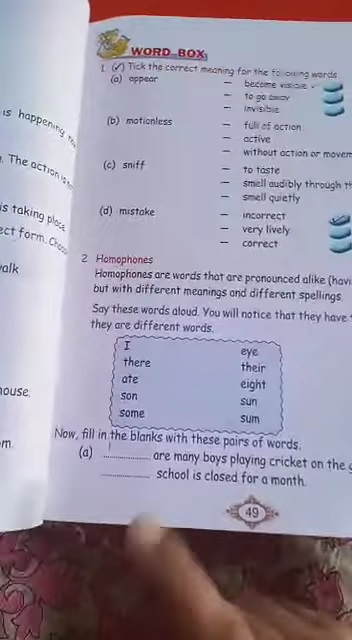 is happening
The action is
is taking place
ect form.
alk
house.
m.
WORD BOX
1. (✓) Tick the correct meaning for the following words
(a) appear – become visible
– to go away
– invisible
(b) motionless – full of action
– active
– without action or movem
(c) sniff – to taste
– smell audibly through th
– smell quietly
(d) mistake – incorrect
– very lively
– correct
2 Homophones
Homophones are words that are pronounced alike (havi
but with different meanings and different spellings.
Say these words aloud. You will notice that they have
they are different words.
I eye
there their
ate eight
son sun
some sum
Now, fill in the blanks with these pairs of words.
(a) .............. are many boys playing cricket on the
.............. school is closed for a month.
49